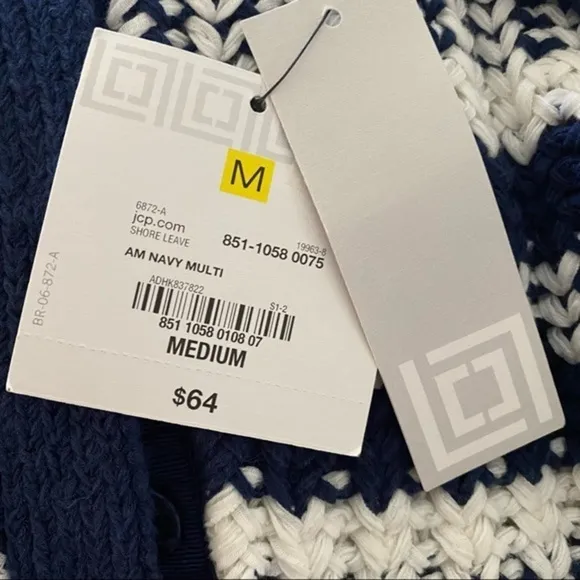 M
6872-A
jcp.com
SHORE LEAVE
19963-8
851-1058 0075
AM NAVY MULTI
ADHK837822
S1-2
851 1058 0108 07
MEDIUM
$64
BR-06-872-A